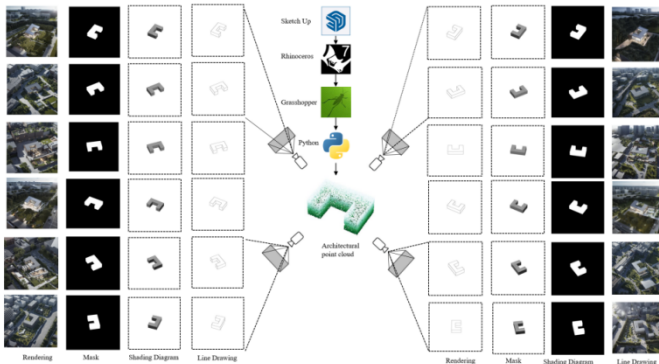 Sketch Up
Rhinoceros
7
Grasshopper
Python
Architectural
point cloud
Rendering Mask Shading Diagram Line Drawing
Rendering Mask Shading Diagram Line Drawing